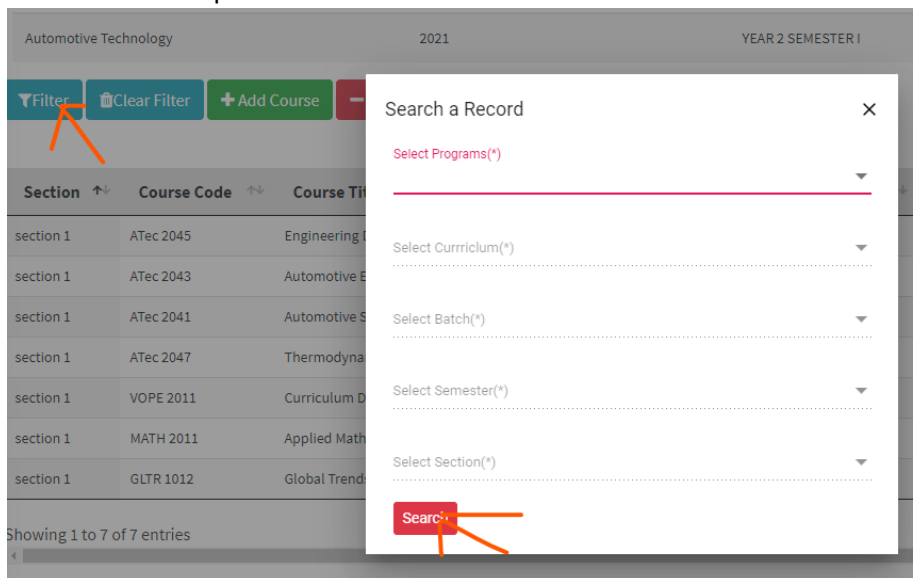 Automotive Technology 2021 YEAR 2 SEMESTER I
Filter Clear Filter + Add Course −
Search a Record ×
Select Programs(*)
Section Course Code Course Tit
Select Currriclum(*)
section 1 ATec 2045 Engineering
section 1 ATec 2043 Automotive E
Select Batch(*)
section 1 ATec 2041 Automotive S
section 1 ATec 2047 Thermodyna
Select Semester(*)
section 1 VOPE 2011 Curriculum D
section 1 MATH 2011 Applied Math
Select Section(*)
section 1 GLTR 1012 Global Trend
Search
Showing 1 to 7 of 7 entries